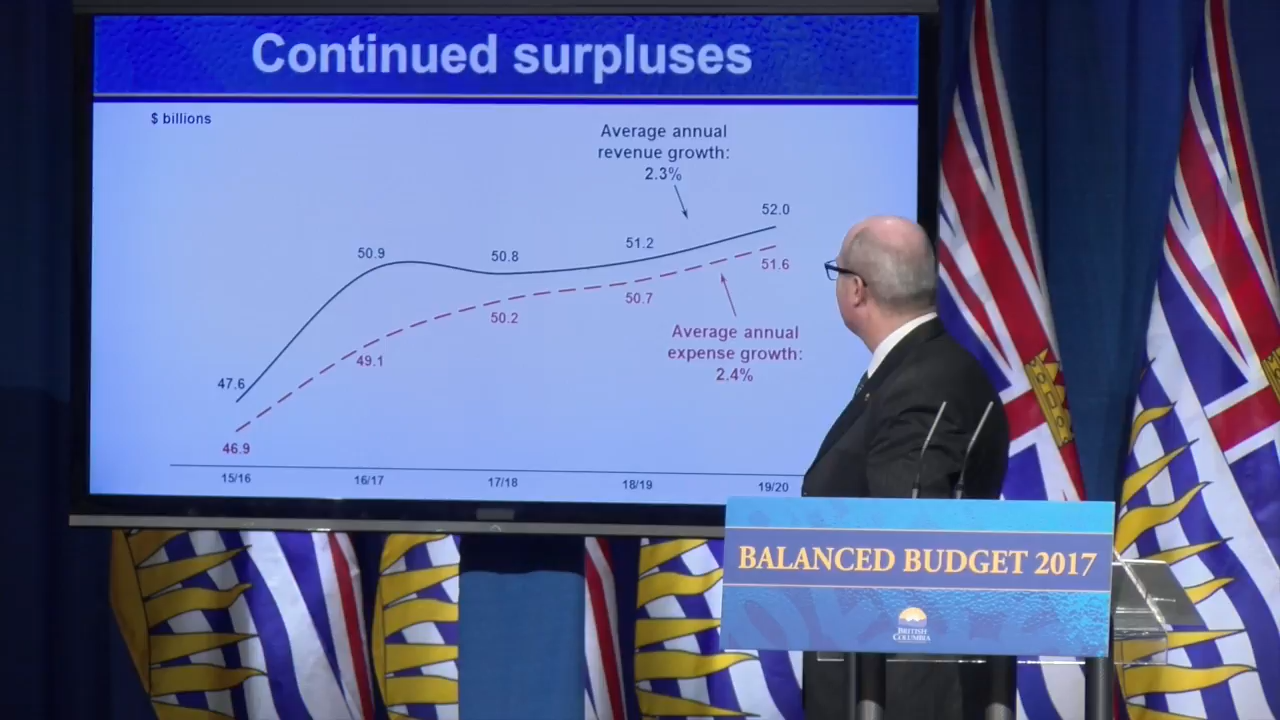 Continued surpluses
$ billions
Average annual
revenue growth:
2.3%
52.0
50.9
50.8
51.2
51.6
50.7
50.2
49.1
47.6
46.9
Average annual
expense growth:
2.4%
15/16
16/17
17/18
18/19
19/20
BALANCED BUDGET 2017
BRITISH
COLUMBIA